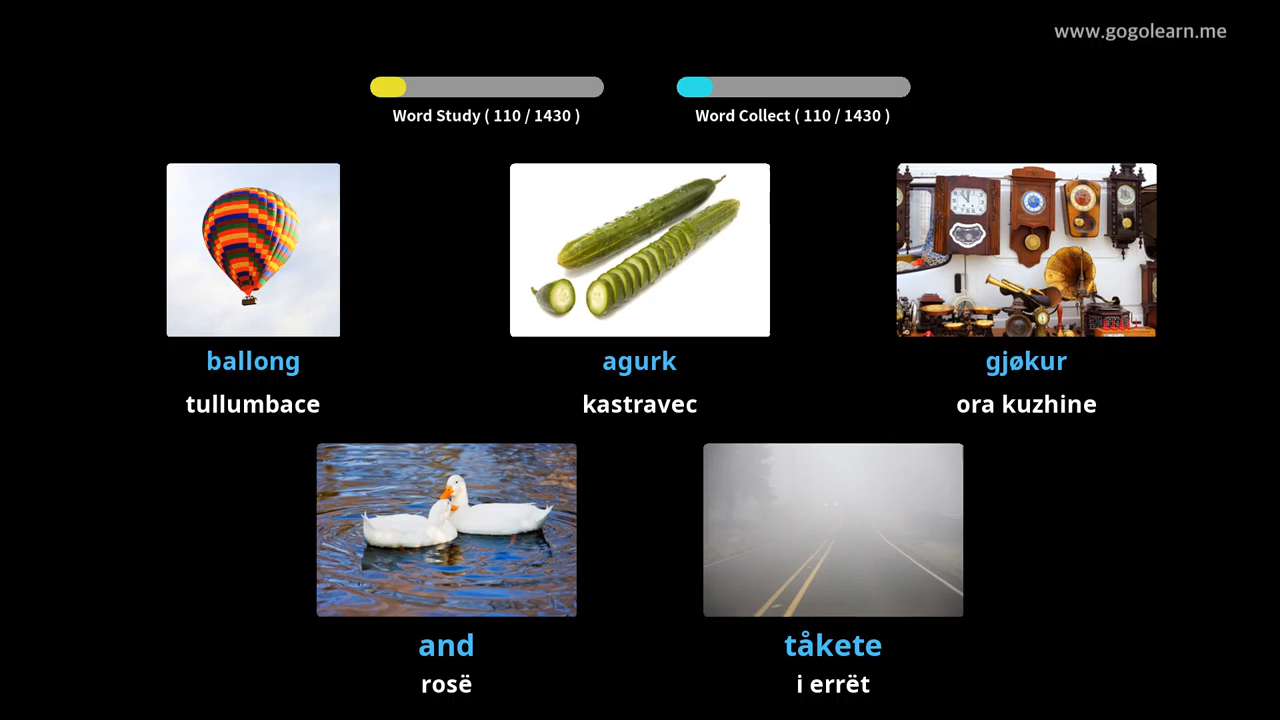 www.gogolearn.me
Word Study ( 110 / 1430 )
Word Collect ( 110 / 1430 )
ballong
agurk
gjøkur
tullumbace
kastravec
ora kuzhine
and
tåkete
rosë
i errët